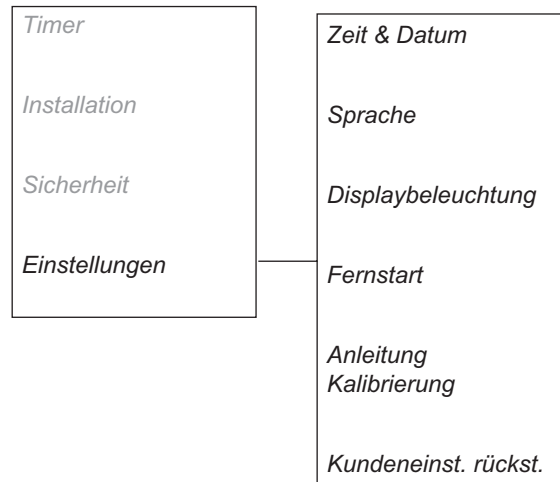 Timer
Installation
Sicherheit
Einstellungen
Zeit & Datum
Sprache
Displaybeleuchtung
Fernstart
Anleitung
Kalibrierung
Kundeneinst. rückst.